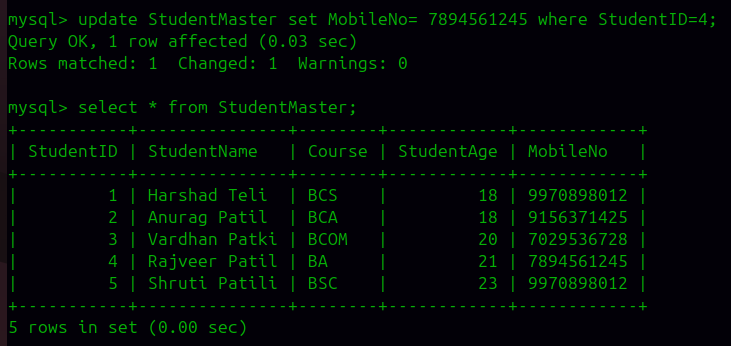 mysql> update StudentMaster set MobileNo= 7894561245 where StudentID=4;
Query OK, 1 row affected (0.03 sec)
Rows matched: 1  Changed: 1  Warnings: 0

mysql> select * from StudentMaster;
+-----------+---------------+--------+------------+------------+
| StudentID | StudentName   | Course | StudentAge | MobileNo   |
+-----------+---------------+--------+------------+------------+
|         1 | Harshad Teli  | BCS    |         18 | 9970898012 |
|         2 | Anurag Patil  | BCA    |         18 | 9156371425 |
|         3 | Vardhan Patki | BCOM   |         20 | 7029536728 |
|         4 | Rajveer Patil | BA     |         21 | 7894561245 |
|         5 | Shruti Patili | BSC    |         23 | 9970898012 |
+-----------+---------------+--------+------------+------------+
5 rows in set (0.00 sec)